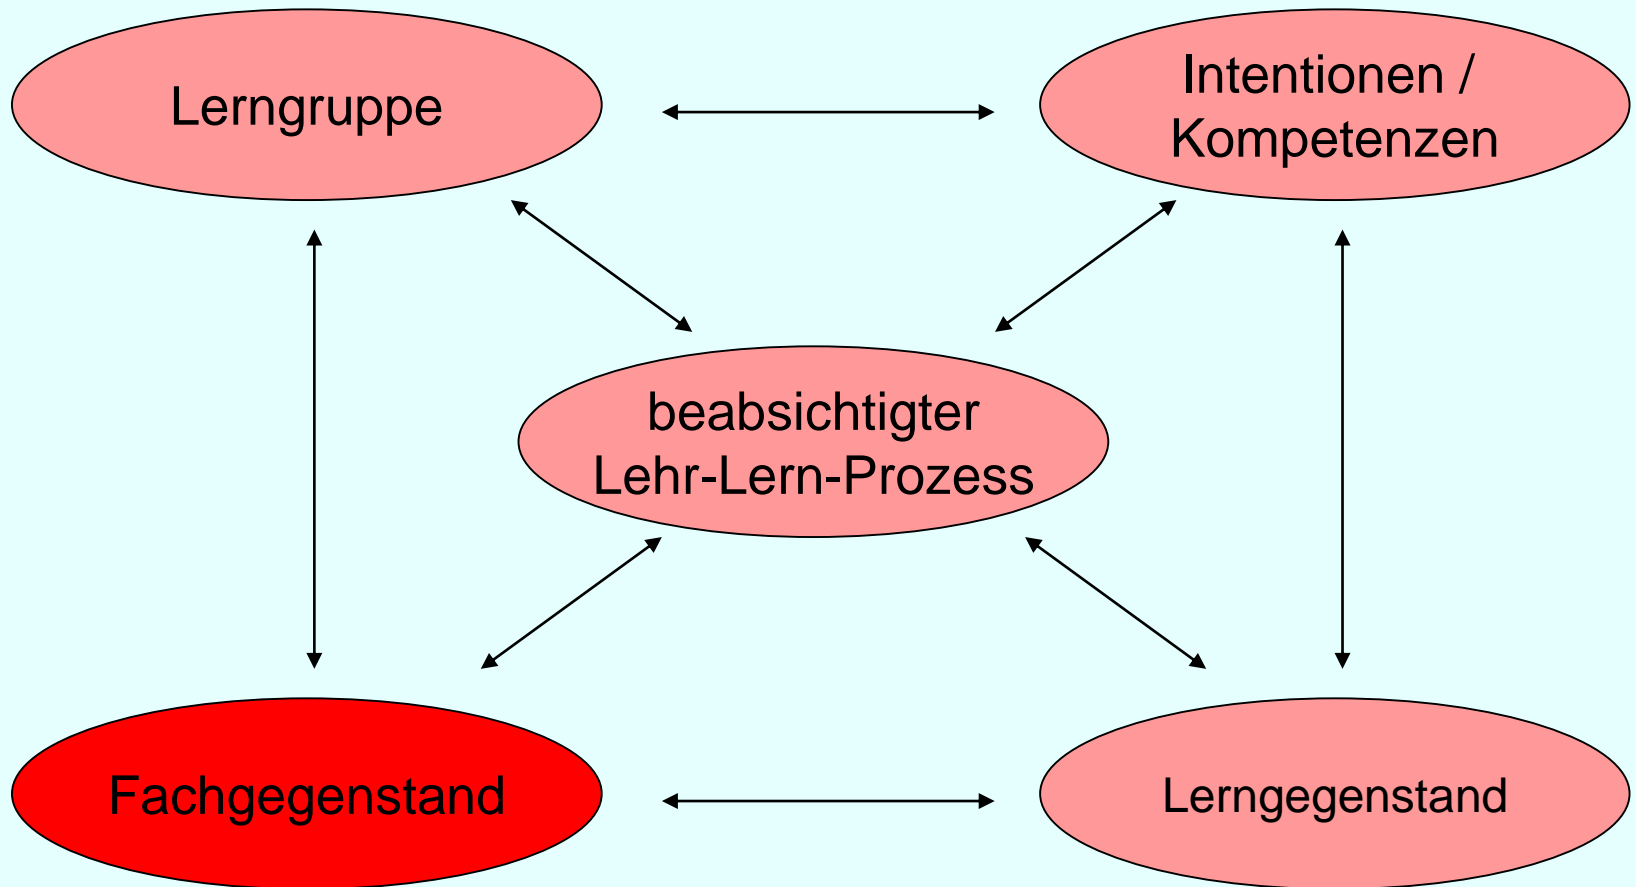 Lerngruppe
Intentionen /
Kompetenzen
beabsichtigter
Lehr-Lern-Prozess
Fachgegenstand
Lerngegenstand